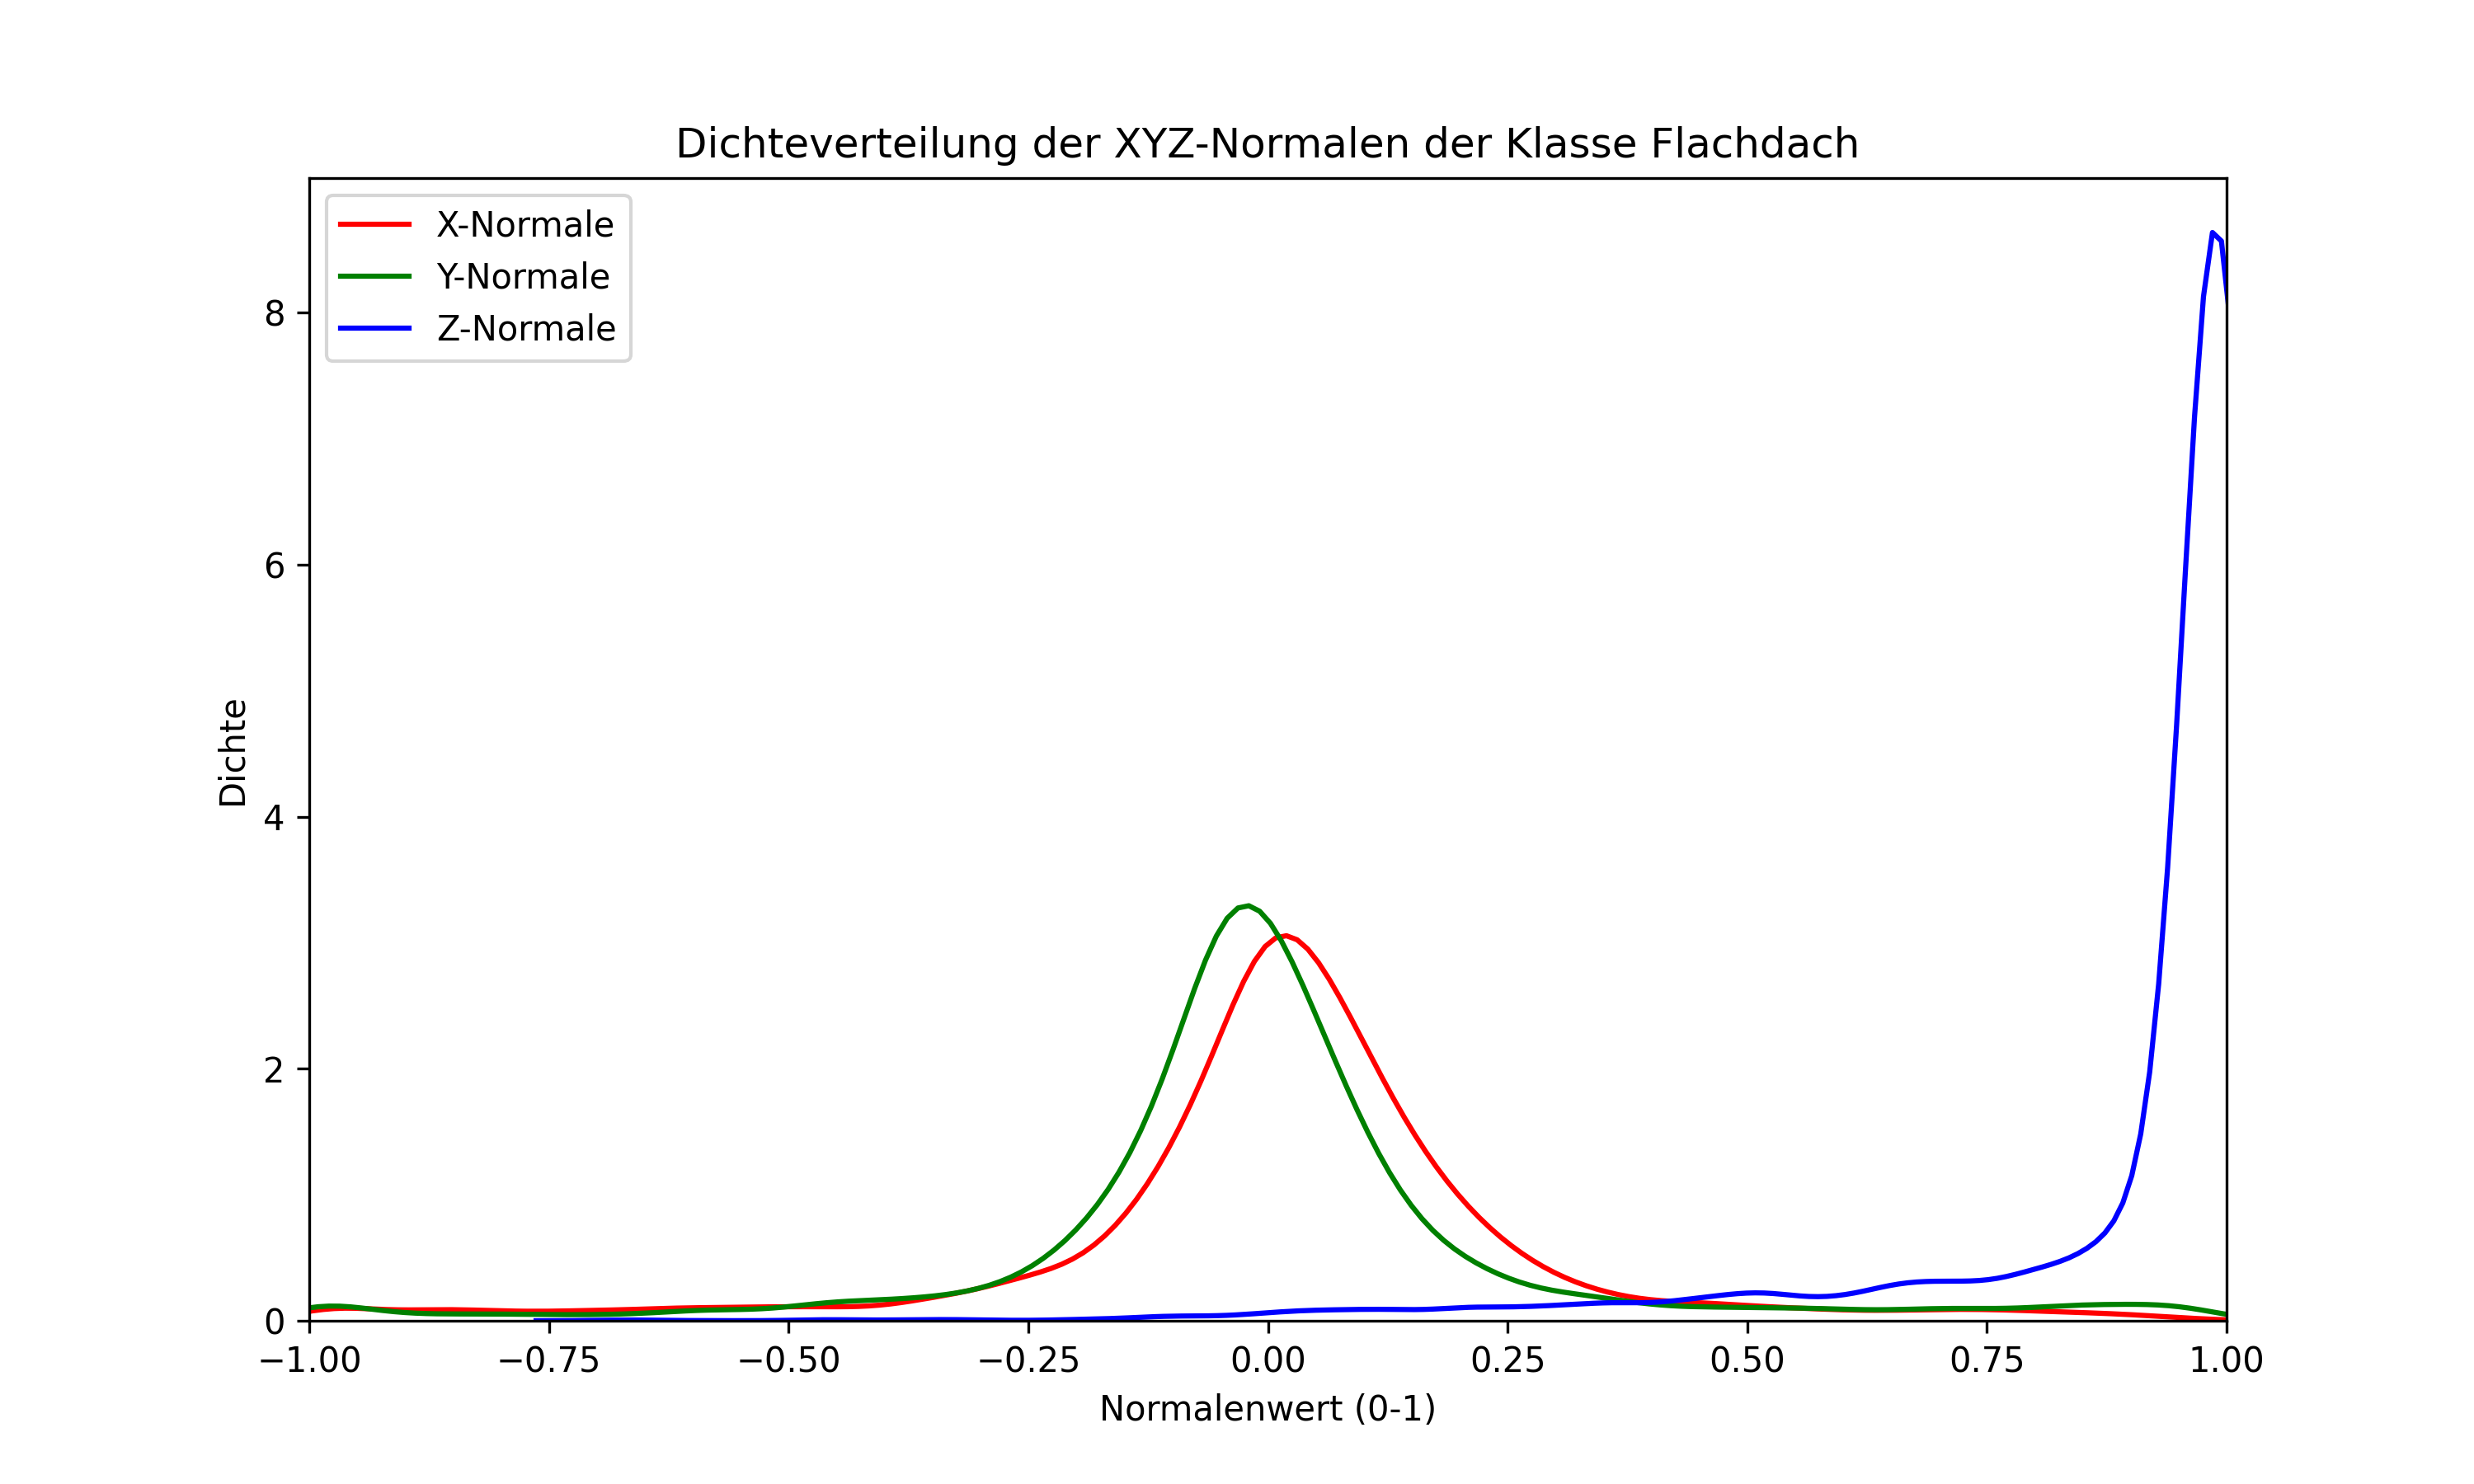 Dichteverteilung der XYZ-Normalen der Klasse Flachdach
X-Normale
Y-Normale
Z-Normale
8
6
4
2
0
Dichte
−1.00 −0.75 −0.50 −0.25 0.00 0.25 0.50 0.75 1.00
Normalenwert (0-1)